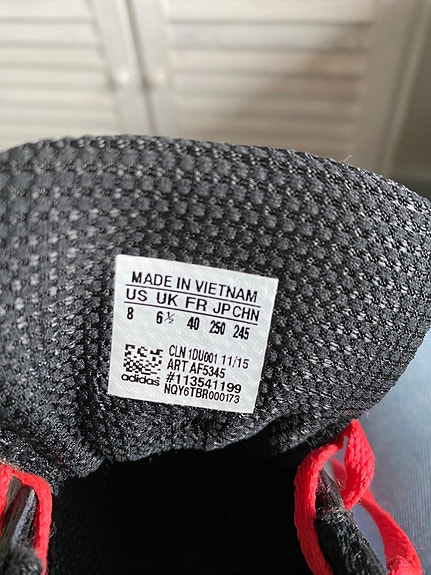 MADE IN VIETNAM
US UK FR JP CHN
8 6½ 40 250 245
CLN 1DU001 11/15
ART AF5345
#113541199
adidas NQY6TBR000173